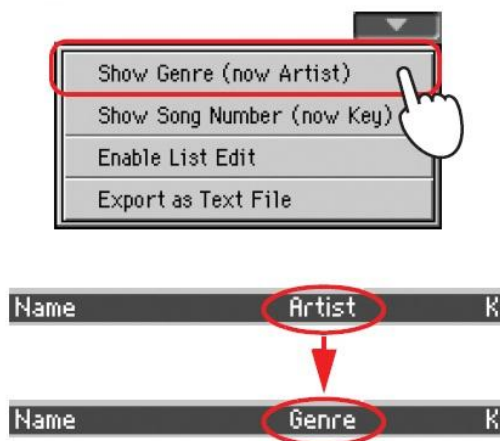 Show Genre (now Artist)
Show Song Number (now Key)
Enable List Edit
Export as Text File
Name Artist K
Name Genre K